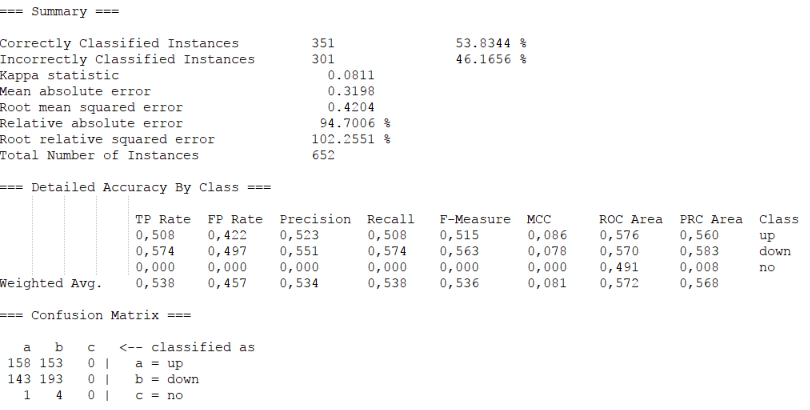 === Summary ===
Correctly Classified Instances 351 53.8344 %
Incorrectly Classified Instances 301 46.1656 %
Kappa statistic 0.0811
Mean absolute error 0.3198
Root mean squared error 0.4204
Relative absolute error 94.7006 %
Root relative squared error 102.2551 %
Total Number of Instances 652
=== Detailed Accuracy By Class ===
TP Rate FP Rate Precision Recall F-Measure MCC ROC Area PRC Area Class
0,508 0,422 0,523 0,508 0,515 0,086 0,576 0,560 up
0,574 0,497 0,551 0,574 0,563 0,078 0,570 0,583 down
0,000 0,000 0,000 0,000 0,000 0,000 0,491 0,008 no
Weighted Avg. 0,538 0,457 0,534 0,538 0,536 0,081 0,572 0,568
=== Confusion Matrix ===
a b c <-- classified as
158 153 0 | a = up
143 193 0 | b = down
1 4 0 | c = no